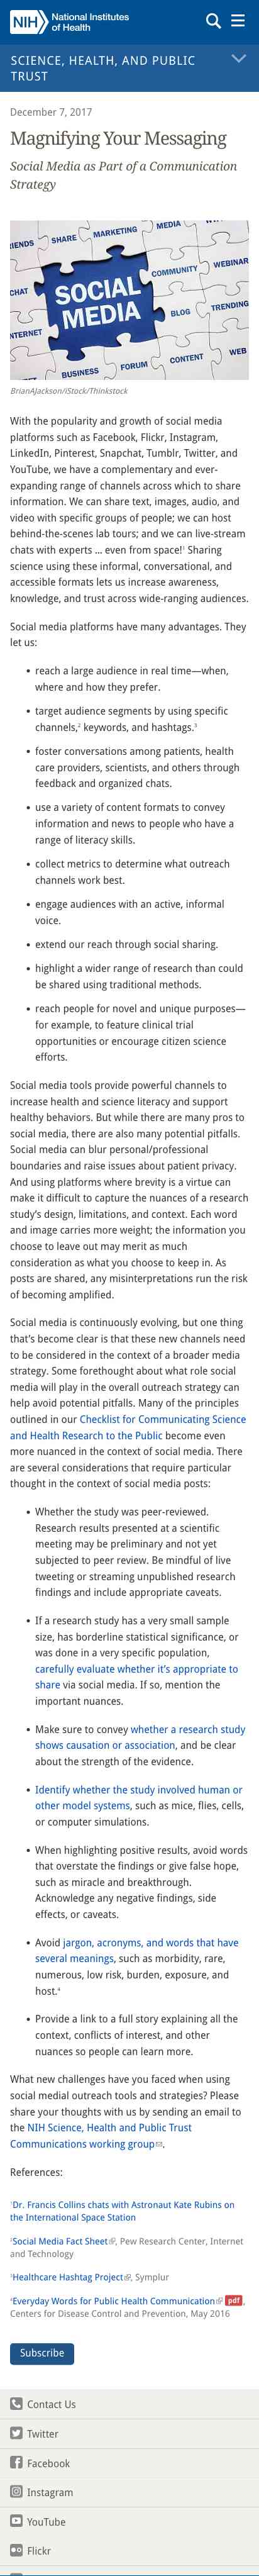 NIH National Institutes of Health
SCIENCE, HEALTH, AND PUBLIC
TRUST
December 7, 2017
Magnifying Your Messaging
Social Media as Part of a Communication
Strategy
MEDIA
MARKETING
SHARE
IENDS
COMMUNITY
WEBINAR
CHAT
SOCIAL
MEDIA
BLOG
TRENDING
INTERNET
BUSINESS
FORUM
CONTENT
WEB
BrianAJackson/iStock/Thinkstock
With the popularity and growth of social media
platforms such as Facebook, Flickr, Instagram,
LinkedIn, Pinterest, Snapchat, Tumblr, Twitter, and
YouTube, we have a complementary and ever-
expanding range of channels across which to share
information. We can share text, images, audio, and
video with specific groups of people; we can host
behind-the-scenes lab tours; and we can live-stream
chats with experts … even from space!¹ Sharing
science using these informal, conversational, and
accessible formats lets us increase awareness,
knowledge, and trust across wide-ranging audiences.
Social media platforms have many advantages. They
let us:
• reach a large audience in real time—when,
where and how they prefer.
• target audience segments by using specific
channels,² keywords, and hashtags.³
• foster conversations among patients, health
care providers, scientists, and others through
feedback and organized chats.
• use a variety of content formats to convey
information and news to people who have a
range of literacy skills.
• collect metrics to determine what outreach
channels work best.
• engage audiences with an active, informal
voice.
• extend our reach through social sharing.
• highlight a wider range of research than could
be shared using traditional methods.
• reach people for novel and unique purposes—
for example, to feature clinical trial
opportunities or encourage citizen science
efforts.
Social media tools provide powerful channels to
increase health and science literacy and support
healthy behaviors. But while there are many pros to
social media, there are also many potential pitfalls.
Social media can blur personal/professional
boundaries and raise issues about patient privacy.
And using platforms where brevity is a virtue can
make it difficult to capture the nuances of a research
study's design, limitations, and context. Each word
and image carries more weight; the information you
choose to leave out may merit as much
consideration as what you choose to keep in. As
posts are shared, any misinterpretations run the risk
of becoming amplified.
Social media is continuously evolving, but one thing
that's become clear is that these new channels need
to be considered in the context of a broader media
strategy. Some forethought about what role social
media will play in the overall outreach strategy can
help avoid potential pitfalls. Many of the principles
outlined in our Checklist for Communicating Science
and Health Research to the Public become even
more nuanced in the context of social media. There
are several considerations that require particular
thought in the context of social media posts:
• Whether the study was peer-reviewed.
Research results presented at a scientific
meeting may be preliminary and not yet
subjected to peer review. Be mindful of live
tweeting or streaming unpublished research
findings and include appropriate caveats.
• If a research study has a very small sample
size, has borderline statistical significance, or
was done in a very specific population,
carefully evaluate whether it's appropriate to
share via social media. If so, mention the
important nuances.
• Make sure to convey whether a research study
shows causation or association, and be clear
about the strength of the evidence.
• Identify whether the study involved human or
other model systems, such as mice, flies, cells,
or computer simulations.
• When highlighting positive results, avoid words
that overstate the findings or give false hope,
such as miracle and breakthrough.
Acknowledge any negative findings, side
effects, or caveats.
• Avoid jargon, acronyms, and words that have
several meanings, such as morbidity, rare,
numerous, low risk, burden, exposure, and
host.⁴
• Provide a link to a full story explaining all the
context, conflicts of interest, and other
nuances so people can learn more.
What new challenges have you faced when using
social medial outreach tools and strategies? Please
share your thoughts with us by sending an email to
the NIH Science, Health and Public Trust
Communications working group.
References:
¹Dr. Francis Collins chats with Astronaut Kate Rubins on
the International Space Station
²Social Media Fact Sheet, Pew Research Center, Internet
and Technology
³Healthcare Hashtag Project, Symplur
⁴Everyday Words for Public Health Communication pdf,
Centers for Disease Control and Prevention, May 2016
Subscribe
Contact Us
Twitter
Facebook
Instagram
YouTube
Flickr